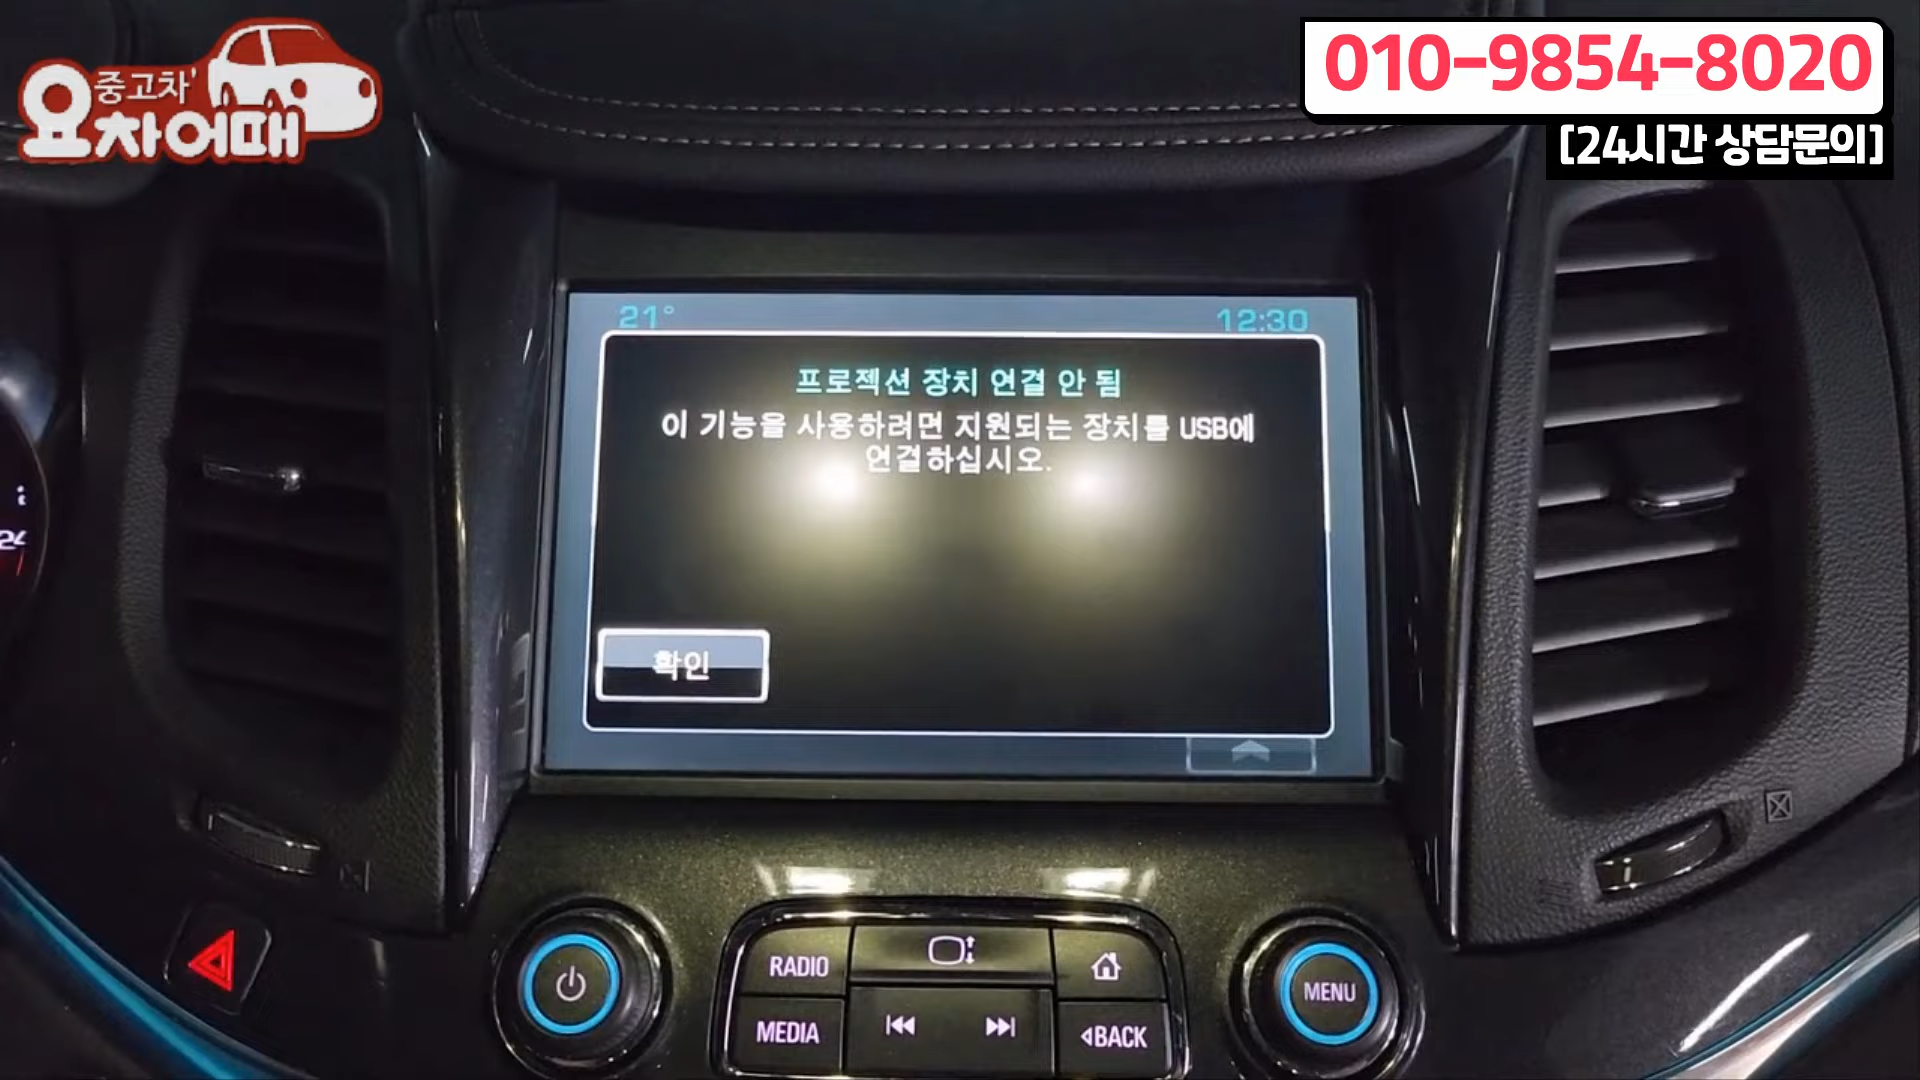 중고차'
요차어때
010-9854-8020
[24시간 상담문의]
21°
12:30
프로젝션 장치 연결 안 됨
이 기능을 사용하려면 지원되는 장치를 USB에
연결하십시오.
확인
24
RADIO
MEDIA
BACK
MENU